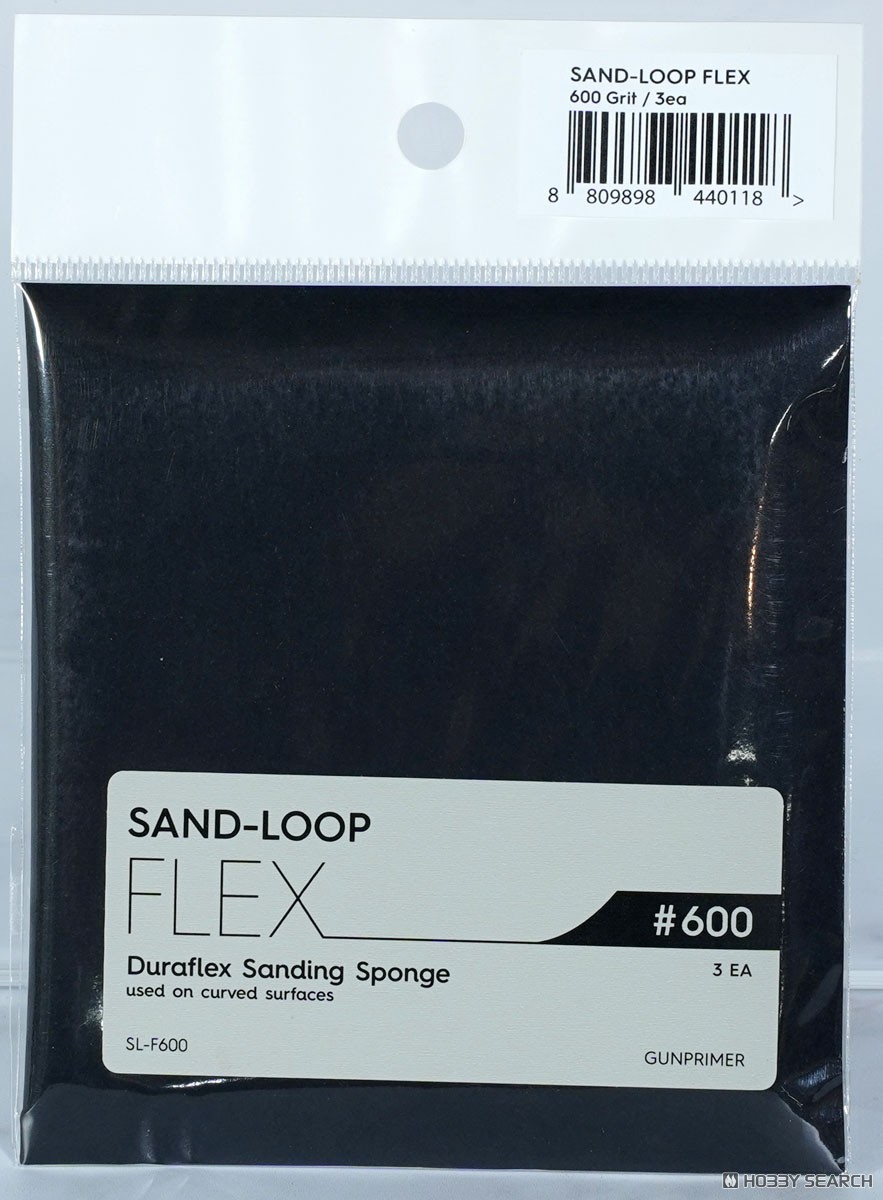 SAND-LOOP FLEX
600 Grit / 3ea
8 809898 440118 >
SAND-LOOP
FLEX
#600
Duraflex Sanding Sponge
3 EA
used on curved surfaces
SL-F600
GUNPRIMER
HOBBY SEARCH